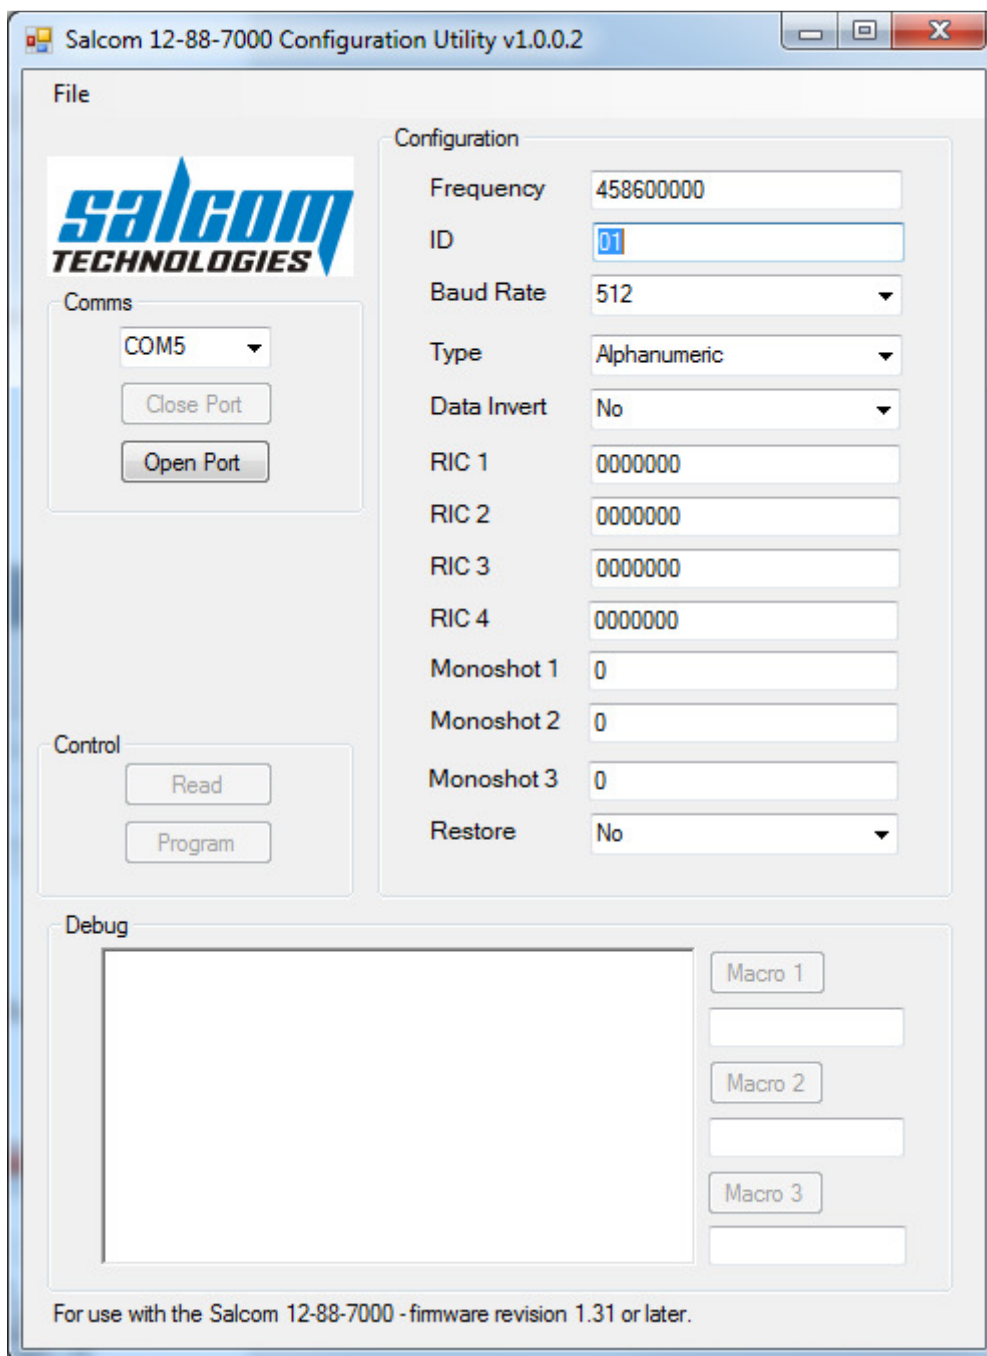 Salcom 12-88-7000 Configuration Utility v1.0.0.2
File
salcom
TECHNOLOGIES
Comms
COM5
Close Port
Open Port
Configuration
Frequency 458600000
ID 01
Baud Rate 512
Type Alphanumeric
Data Invert No
RIC 1 0000000
RIC 2 0000000
RIC 3 0000000
RIC 4 0000000
Monoshot 1 0
Monoshot 2 0
Monoshot 3 0
Restore No
Control
Read
Program
Debug
Macro 1
Macro 2
Macro 3
For use with the Salcom 12-88-7000 - firmware revision 1.31 or later.